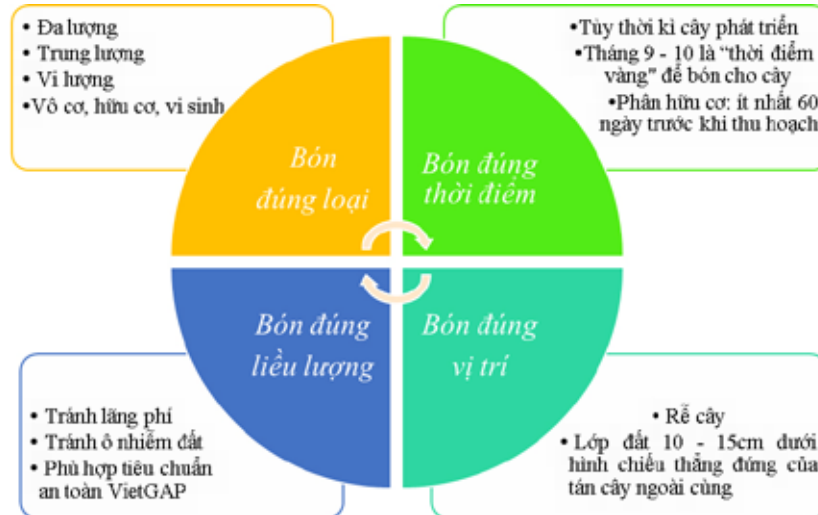 • Đa lượng
• Trung lượng
• Vi lượng
•Vô cơ, hữu cơ, vi sinh
•Tùy thời kì cây phát triển
•Tháng 9 - 10 là “thời điểm
vàng" để bón cho cây
•Phân hữu cơ: ít nhất 60
ngày trước khi thu hoạch
Bón
đúng loại
Bón đúng
thời điểm
Bón đúng
liều lượng
Bón đúng
vị trí
• Tránh lãng phí
• Tránh ô nhiễm đất
• Phù hợp tiêu chuẩn
an toàn VietGAP
• Rễ cây
• Lớp đất 10 - 15cm dưới
hình chiếu thẳng đứng của
tán cây ngoài cùng